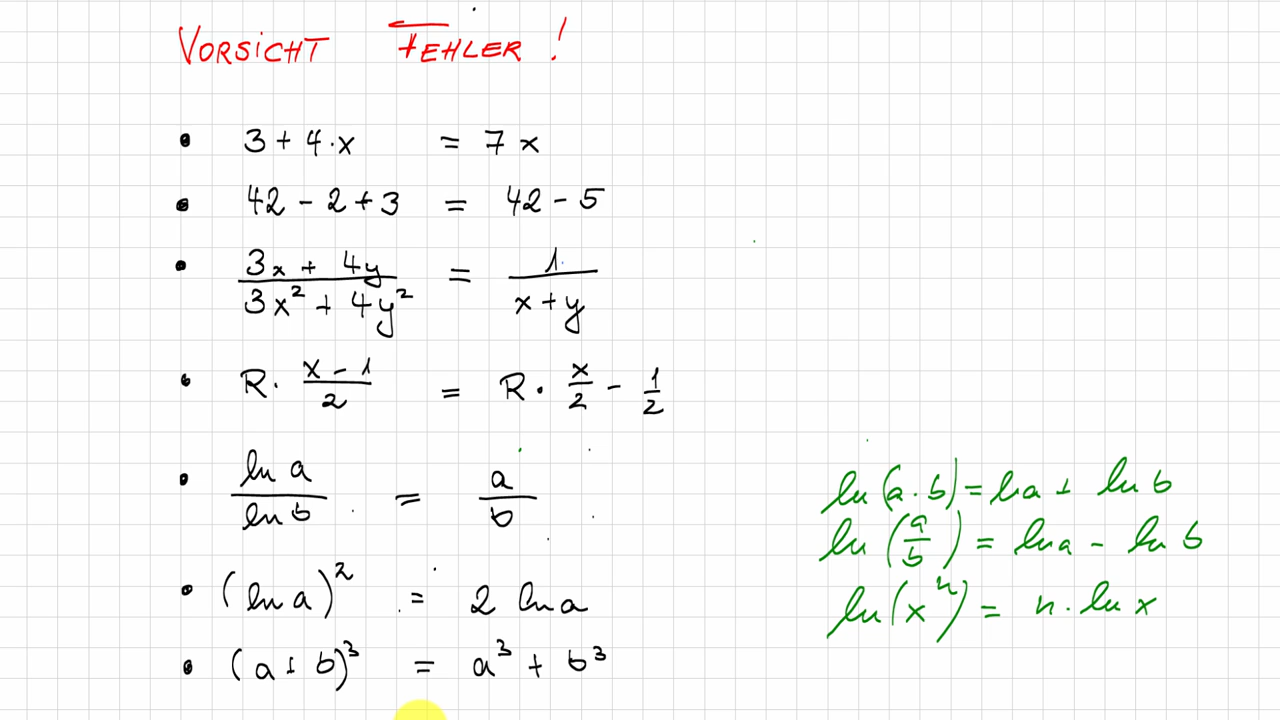 VORSICHT FEHLER!
• 3 + 4·x = 7x
• 42 - 2 + 3 = 42 - 5
• (3x + 4y)/(3x² + 4y²) = 1/(x + y)
• R · (x - 1)/2 = R · x/2 - 1/2
• ln a / ln b = a/b
• (ln a)² = 2 ln a
• (a + b)³ = a³ + b³
ln(a·b) = ln a + ln b
ln(a/b) = ln a - ln b
ln(xⁿ) = n · ln x